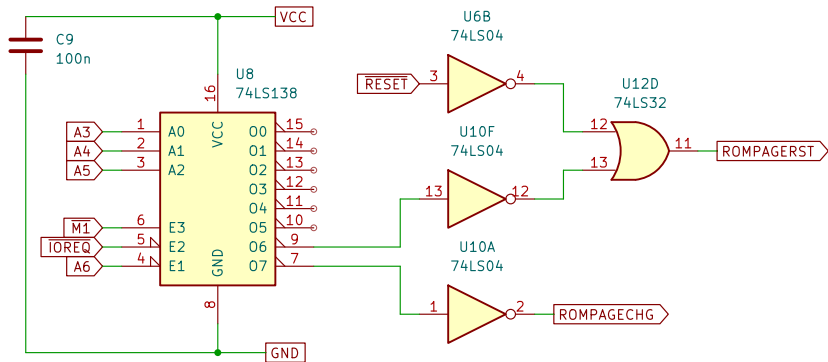 VCC
C9
100n
U8
74LS138
16
VCC
A3
1
A0
A4
2
A1
A5
3
A2
M1
6
E3
IOREQ
5
E2
A6
4
E1
GND
8
GND
O0
15
O1
14
O2
13
O3
12
O4
11
O5
10
O6
9
O7
7
U6B
74LS04
RESET
3
4
U10F
74LS04
13
12
U10A
74LS04
1
2
ROMPAGECHG
U12D
74LS32
12
13
11
ROMPAGERST